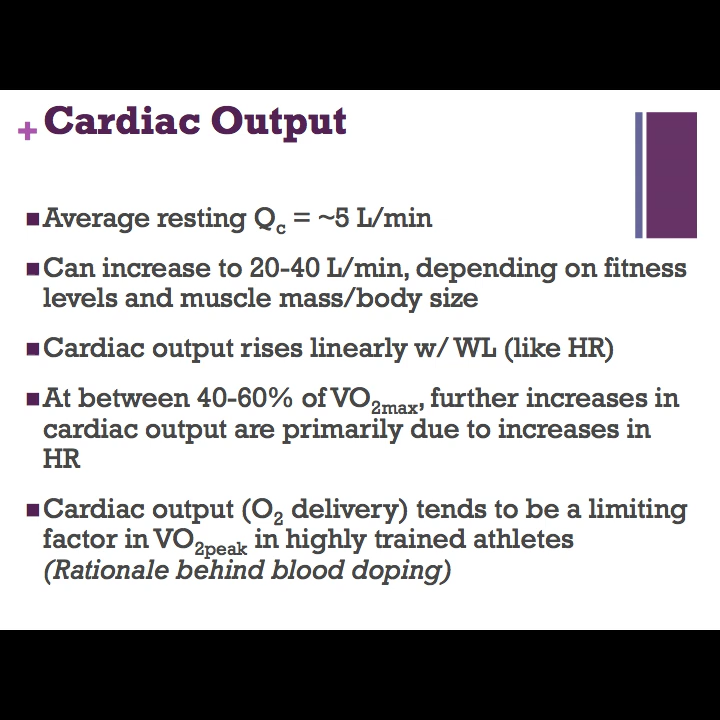 + Cardiac Output
■ Average resting Qc = ~5 L/min
■ Can increase to 20-40 L/min, depending on fitness
levels and muscle mass/body size
■ Cardiac output rises linearly w/ WL (like HR)
■ At between 40-60% of VO2max, further increases in
cardiac output are primarily due to increases in
HR
■ Cardiac output (O2 delivery) tends to be a limiting
factor in VO2peak in highly trained athletes
(Rationale behind blood doping)